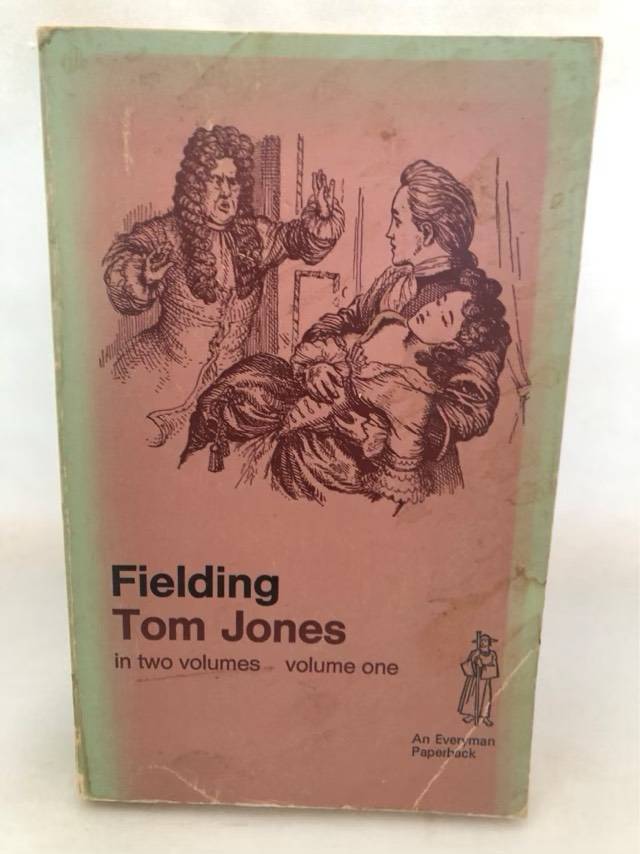 Fielding
Tom Jones
in two volumes volume one
An Everyman
Paperback